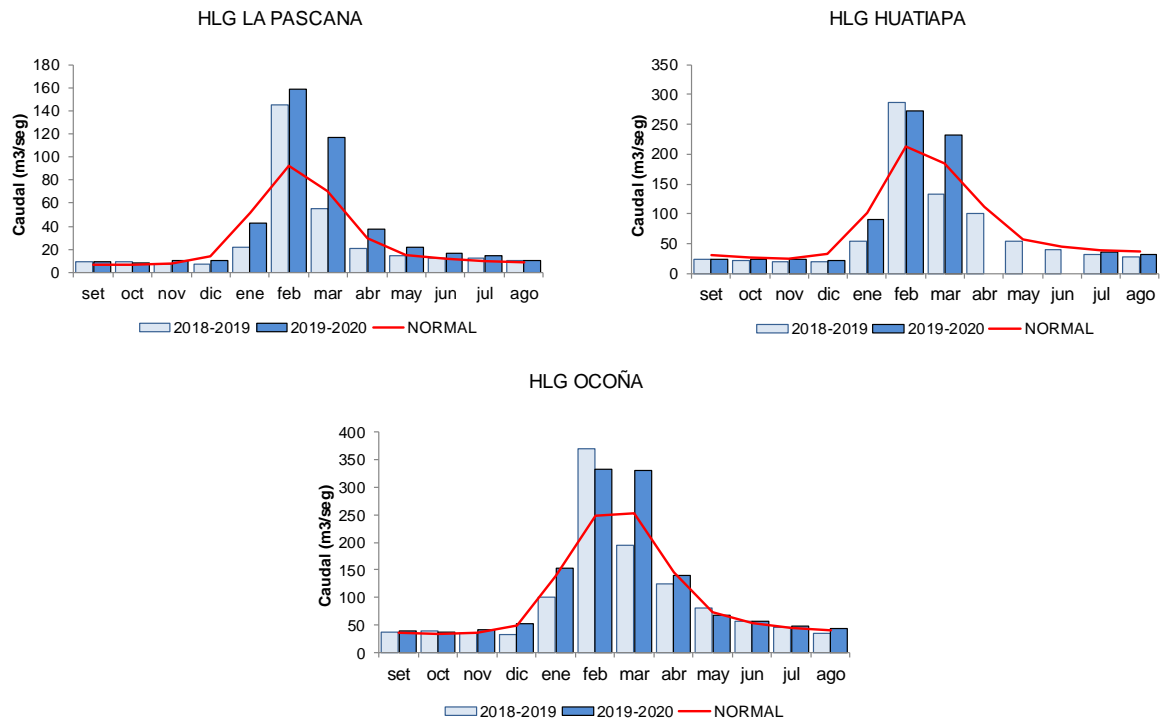 HLG LA PASCANA
Caudal (m3/seg)
180
160
140
120
100
80
60
40
20
0
set oct nov dic ene feb mar abr may jun jul ago
2018-2019 2019-2020 NORMAL
HLG HUATIAPA
Caudal (m3/seg)
350
300
250
200
150
100
50
0
set oct nov dic ene feb mar abr may jun jul ago
2018-2019 2019-2020 NORMAL
HLG OCOÑA
Caudal (m3/seg)
400
350
300
250
200
150
100
50
0
set oct nov dic ene feb mar abr may jun jul ago
2018-2019 2019-2020 NORMAL